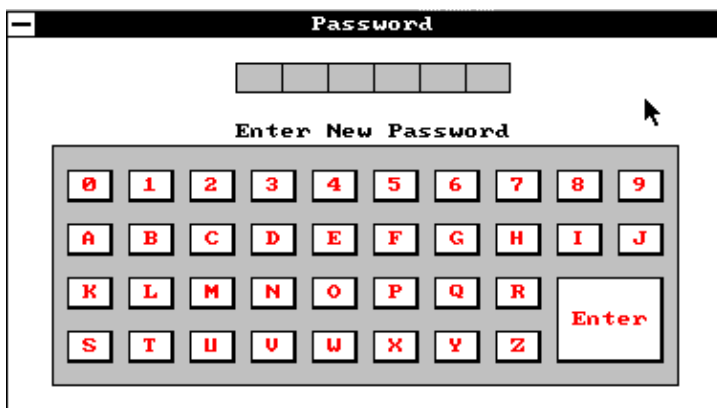 Password
Enter New Password
0 1 2 3 4 5 6 7 8 9
A B C D E F G H I J
K L M N O P Q R
Enter
S T U V W X Y Z